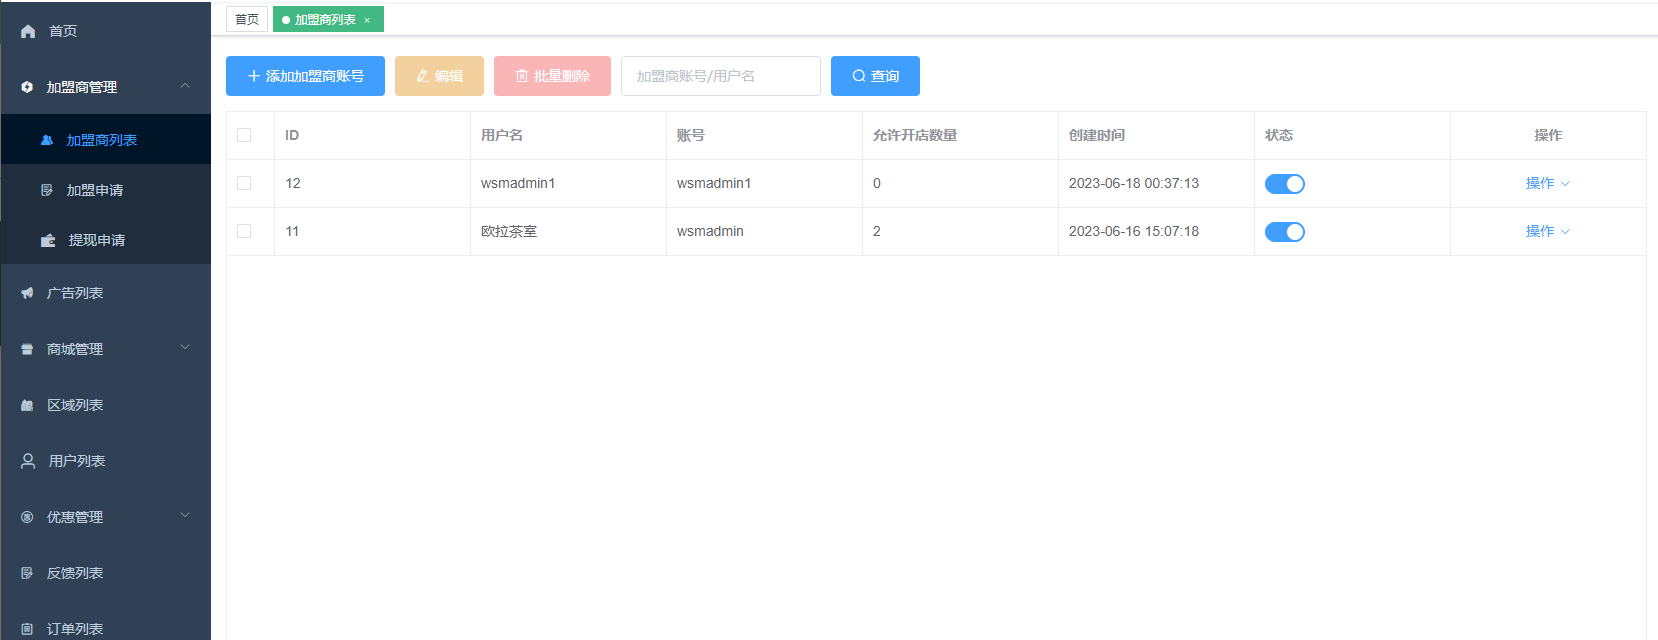 首页
加盟商管理
加盟商列表
加盟申请
提现申请
广告列表
商城管理
区域列表
用户列表
优惠管理
反馈列表
订单列表
首页 加盟商列表 ×
添加加盟商账号 编辑 批量删除 加盟商账号/用户名 查询
ID 用户名 账号 允许开店数量 创建时间 状态 操作
12 wsmadmin1 wsmadmin1 0 2023-06-18 00:37:13 操作
11 欧拉茶室 wsmadmin 2 2023-06-16 15:07:18 操作